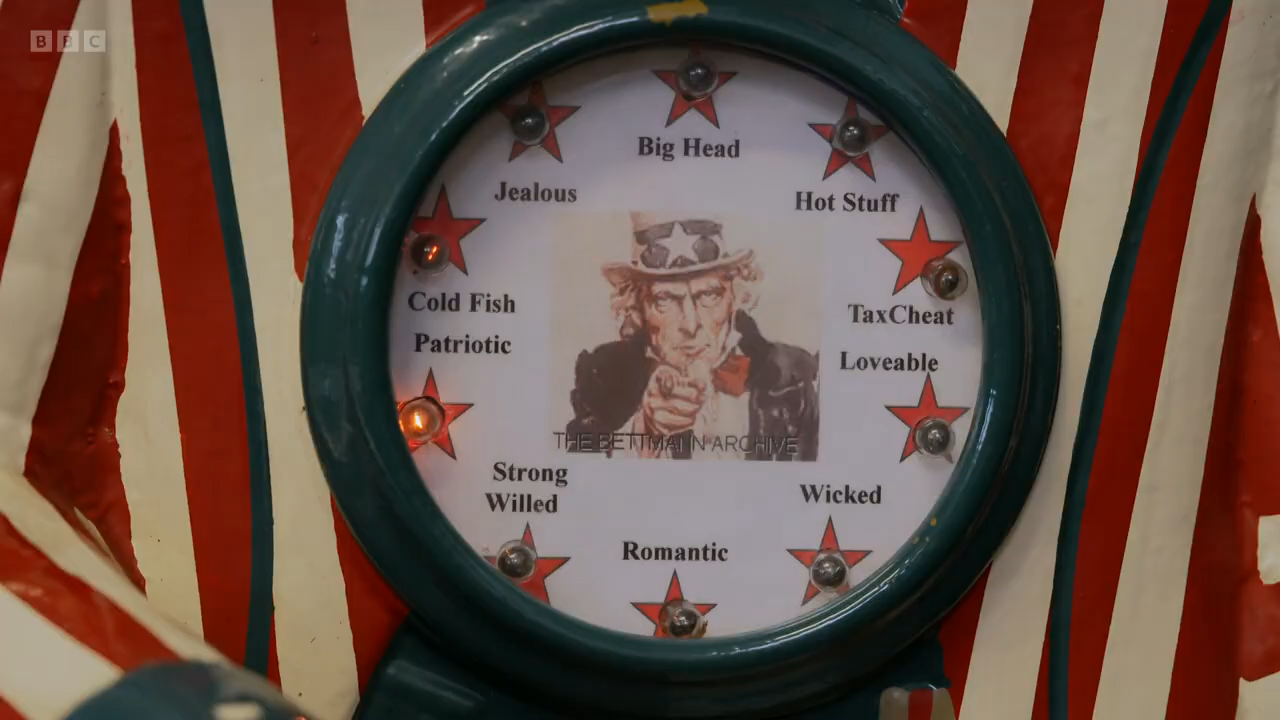 BBC
Big Head
Jealous
Hot Stuff
Cold Fish
TaxCheat
Patriotic
Loveable
THE BETTMANN ARCHIVE
Strong
Willed
Wicked
Romantic